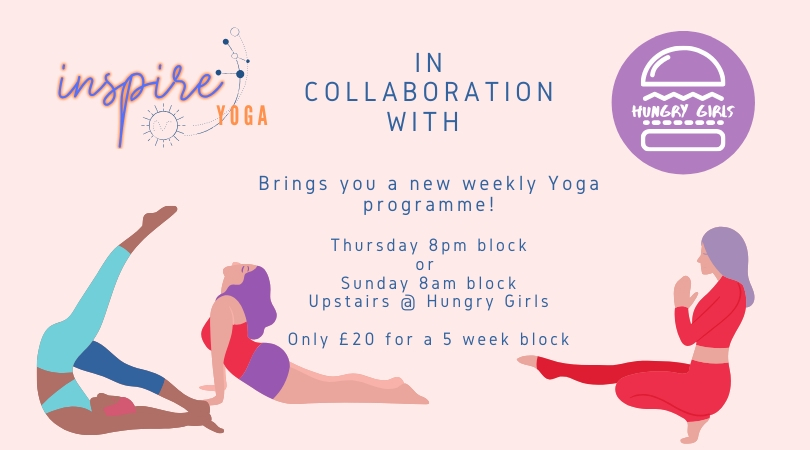 inspire
YOGA
IN
COLLABORATION
WITH
HUNGRY GIRLS
Brings you a new weekly Yoga
programme!
Thursday 8pm block
or
Sunday 8am block
Upstairs @ Hungry Girls
Only £20 for a 5 week block